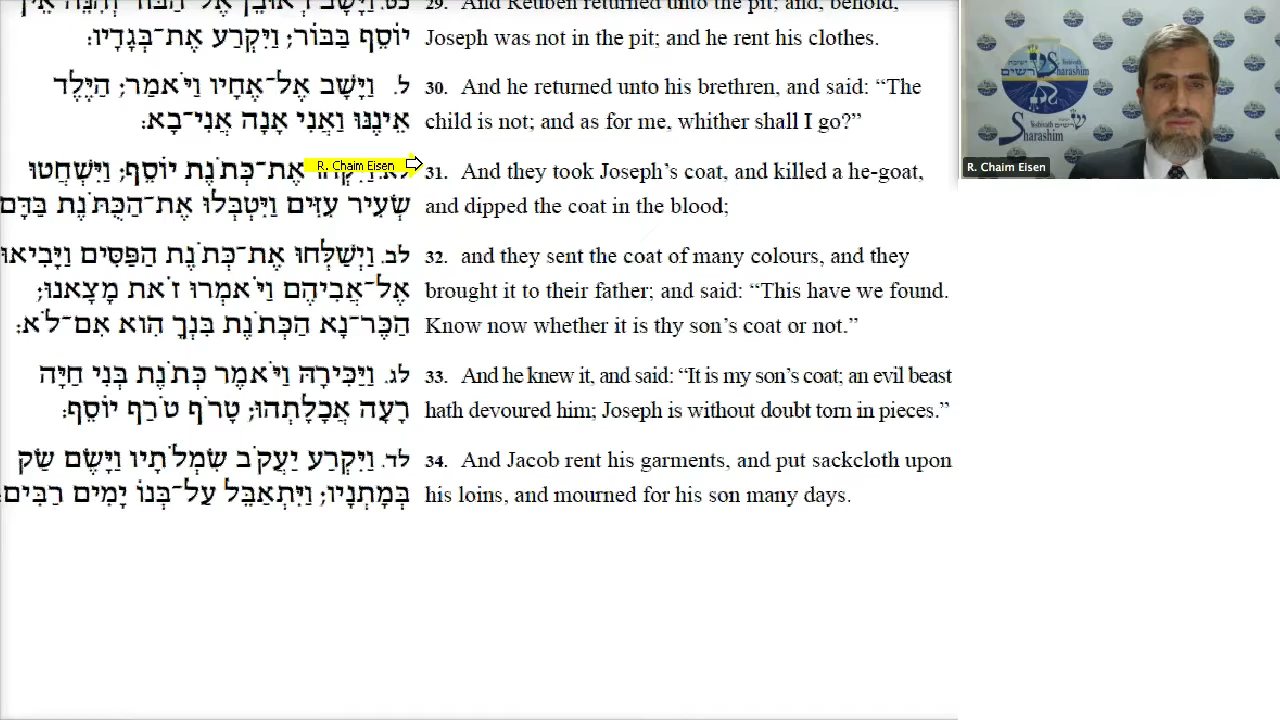 כט. וַיָּשָׁב רְאוּבֵן אֶל־הַבּוֹר וְהִנֵּה אֵין־
יוֹסֵף בַּבּוֹר; וַיִּקְרַע אֶת־בְּגָדָיו:
29. And Reuben returned unto the pit; and, behold,
Joseph was not in the pit; and he rent his clothes.
ל. וַיָּשָׁב אֶל־אֶחָיו וַיֹּאמַר; הַיֶּלֶד
אֵינֶנּוּ וַאֲנִי אָנָה אֲנִי־בָא:
30. And he returned unto his brethren, and said: “The
child is not; and as for me, whither shall I go?”
אֶת־כְּתֹנֶת יוֹסֵף; וַיִּשְׁחֲטוּ
שְׂעִיר עִזִּים וַיִּטְבְּלוּ אֶת־הַכֻּתֹּנֶת בַּדָּם
R. Chaim Eisen
31. And they took Joseph’s coat, and killed a he-goat,
and dipped the coat in the blood;
לב. וַיְשַׁלְּחוּ אֶת־כְּתֹנֶת הַפַּסִּים וַיָּבִיאוּ
אֶל־אֲבִיהֶם וַיֹּאמְרוּ זֹאת מָצָאנוּ;
הַכֶּר־נָא הַכְּתֹנֶת בִּנְךָ הִוא אִם־לֹא:
32. and they sent the coat of many colours, and they
brought it to their father; and said: “This have we found.
Know now whether it is thy son’s coat or not.”
לג. וַיַּכִּירָהּ וַיֹּאמֶר כְּתֹנֶת בְּנִי חַיָּה
רָעָה אֲכָלָתְהוּ; טָרֹף טֹרַף יוֹסֵף:
33. And he knew it, and said: “It is my son’s coat; an evil beast
hath devoured him; Joseph is without doubt torn in pieces.”
לד. וַיִּקְרַע יַעֲקֹב שִׂמְלֹתָיו וַיָּשֶׂם שַׂק
בְּמָתְנָיו; וַיִּתְאַבֵּל עַל־בְּנוֹ יָמִים רַבִּים:
34. And Jacob rent his garments, and put sackcloth upon
his loins, and mourned for his son many days.
ישיבת
שרשים
Yeshivath
Sharashim
R. Chaim Eisen